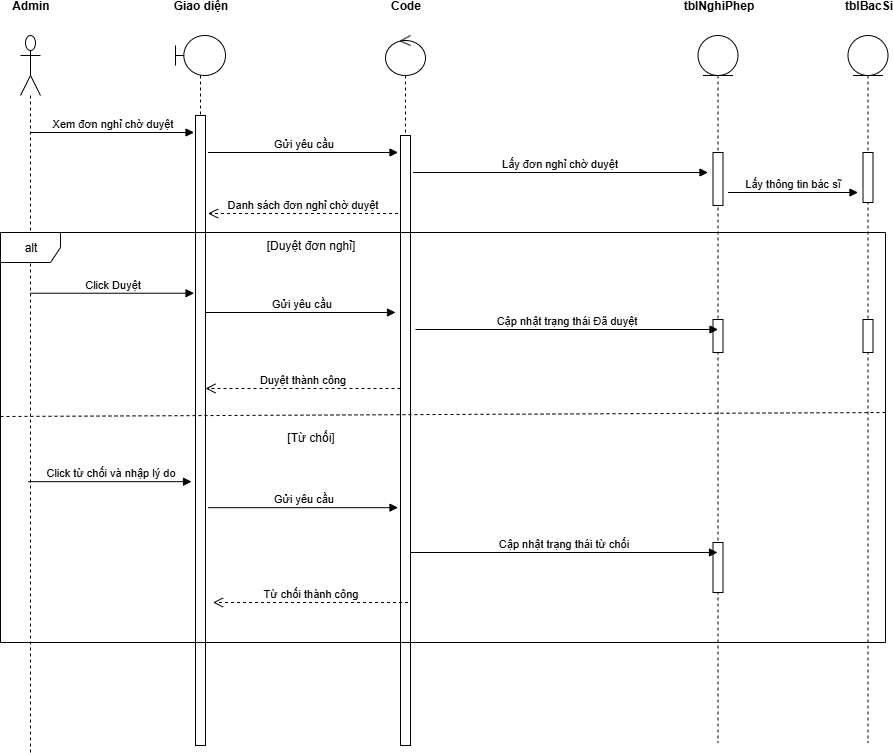 Admin
Giao diện
Code
tblNghiPhep
tblBacSi
Xem đơn nghỉ chờ duyệt
Gửi yêu cầu
Lấy đơn nghỉ chờ duyệt
Lấy thông tin bác sĩ
Danh sách đơn nghỉ chờ duyệt
alt
[Duyệt đơn nghỉ]
Click Duyệt
Gửi yêu cầu
Cập nhật trạng thái Đã duyệt
Duyệt thành công
[Từ chối]
Click từ chối và nhập lý do
Gửi yêu cầu
Cập nhật trạng thái từ chối
Từ chối thành công